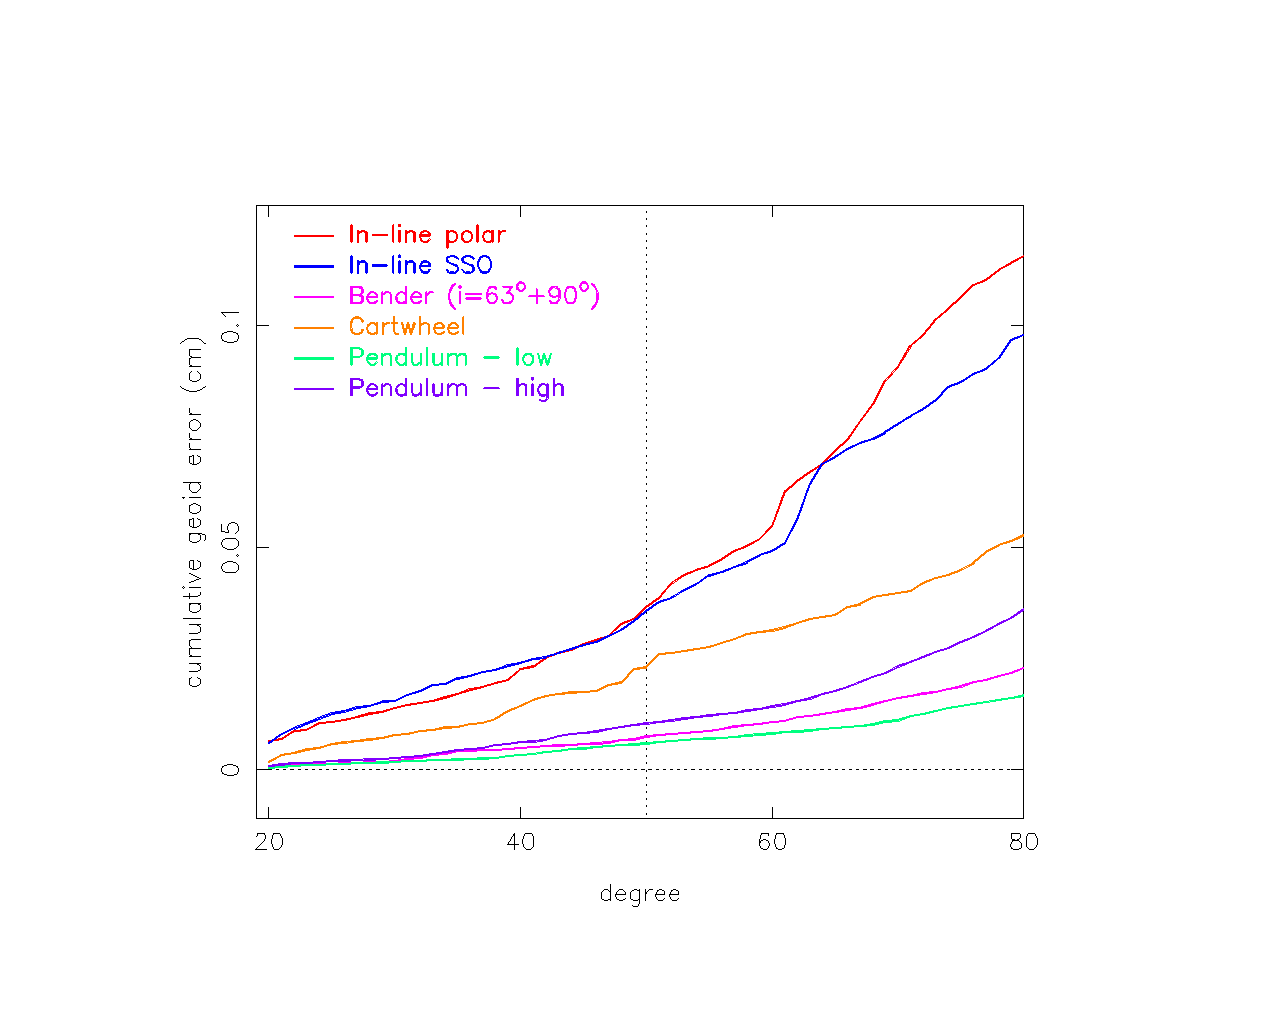 In-line polar
In-line SSO
Bender (i=63°+90°)
Cartwheel
Pendulum - low
Pendulum - high
cumulative geoid error (cm)
0.1
0.05
0
20 40 60 80
degree